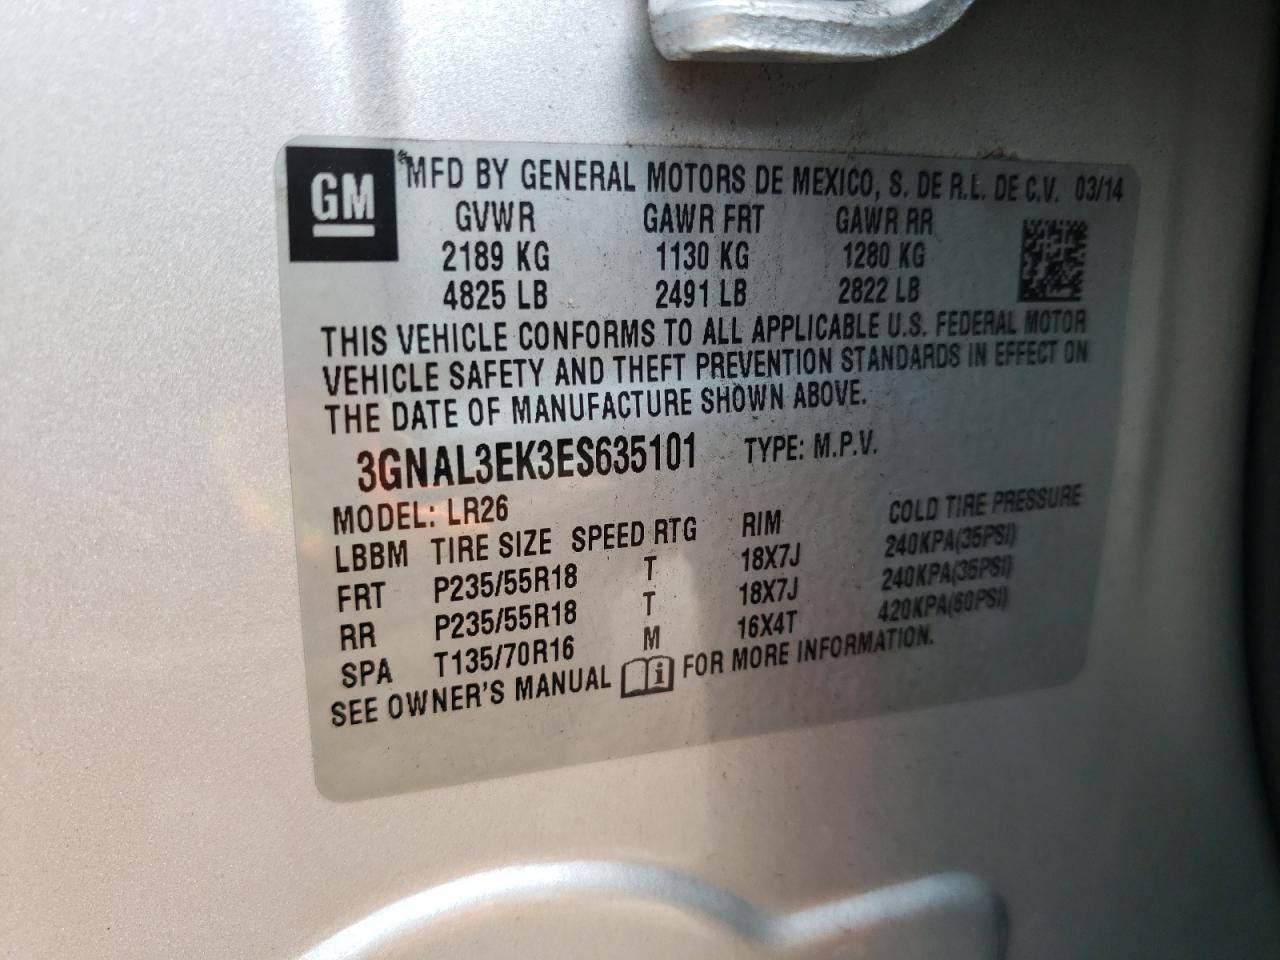 GM
MFD BY GENERAL MOTORS DE MEXICO, S. DE R.L. DE C.V. 03/14
GVWR GAWR FRT GAWR RR
2189 KG 1130 KG 1280 KG
4825 LB 2491 LB 2822 LB
THIS VEHICLE CONFORMS TO ALL APPLICABLE U.S. FEDERAL MOTOR
VEHICLE SAFETY AND THEFT PREVENTION STANDARDS IN EFFECT ON
THE DATE OF MANUFACTURE SHOWN ABOVE.
3GNAL3EK3ES635101 TYPE: M.P.V.
MODEL: LR26
LBBM TIRE SIZE SPEED RTG RIM COLD TIRE PRESSURE
FRT P235/55R18 T 18X7J 240KPA(35PSI)
RR P235/55R18 T 18X7J 240KPA(35PSI)
SPA T135/70R16 M 16X4T 420KPA(60PSI)
SEE OWNER'S MANUAL FOR MORE INFORMATION.